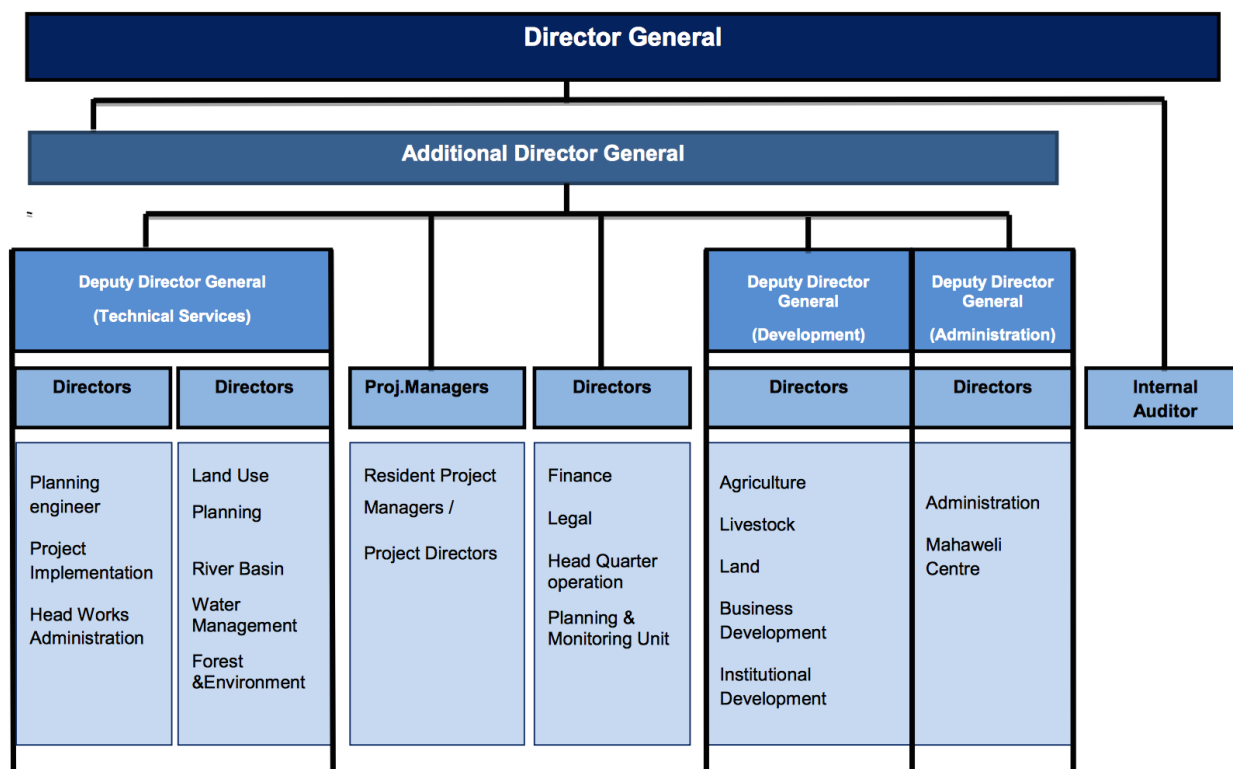 Director General
Additional Director General
Deputy Director General
(Technical Services)
Deputy Director
General
(Development)
Deputy Director
General
(Administration)
Directors
Directors
Proj.Managers
Directors
Directors
Directors
Internal
Auditor
Planning
engineer
Project
Implementation
Head Works
Administration
Land Use
Planning
River Basin
Water
Management
Forest
&Environment
Resident Project
Managers /
Project Directors
Finance
Legal
Head Quarter
operation
Planning &
Monitoring Unit
Agriculture
Livestock
Land
Business
Development
Institutional
Development
Administration
Mahaweli
Centre